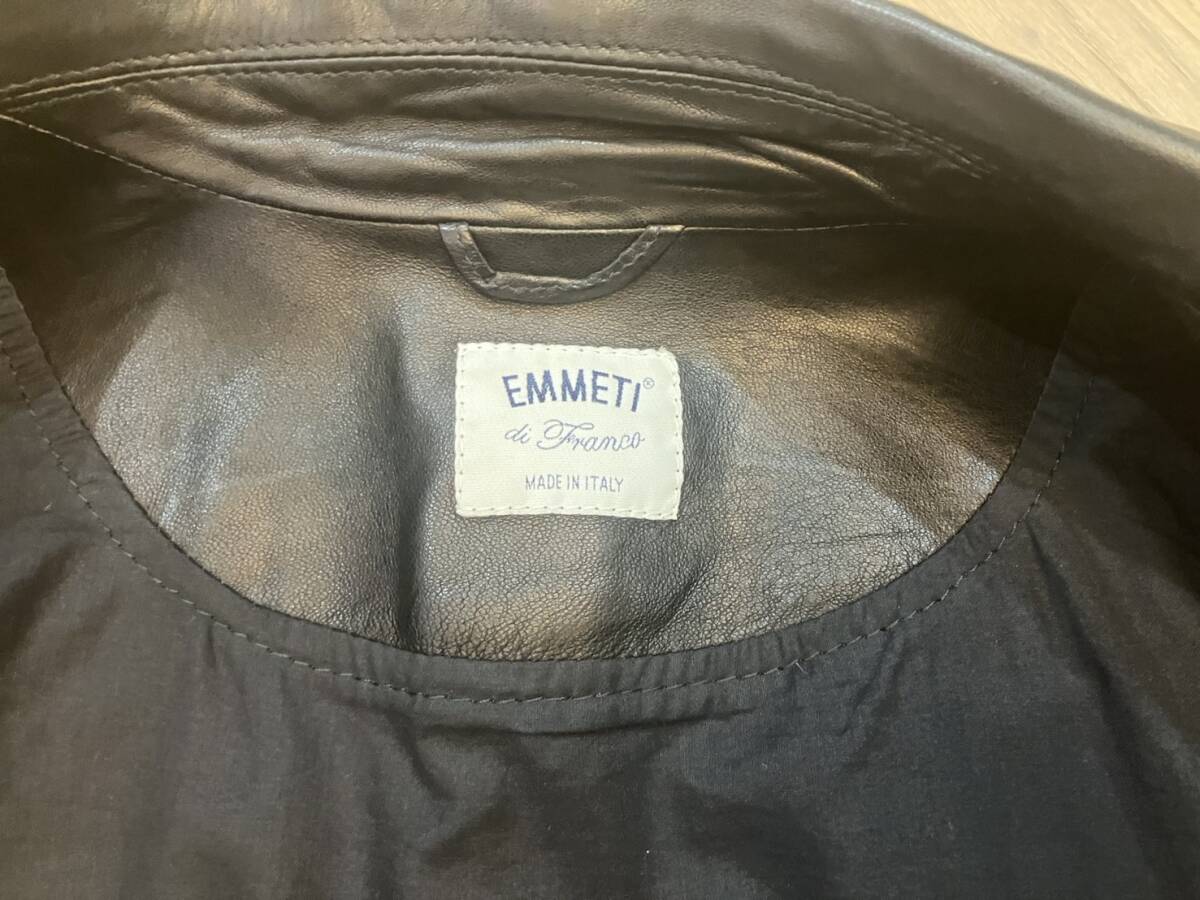 EMMETI®
di Franco
MADE IN ITALY